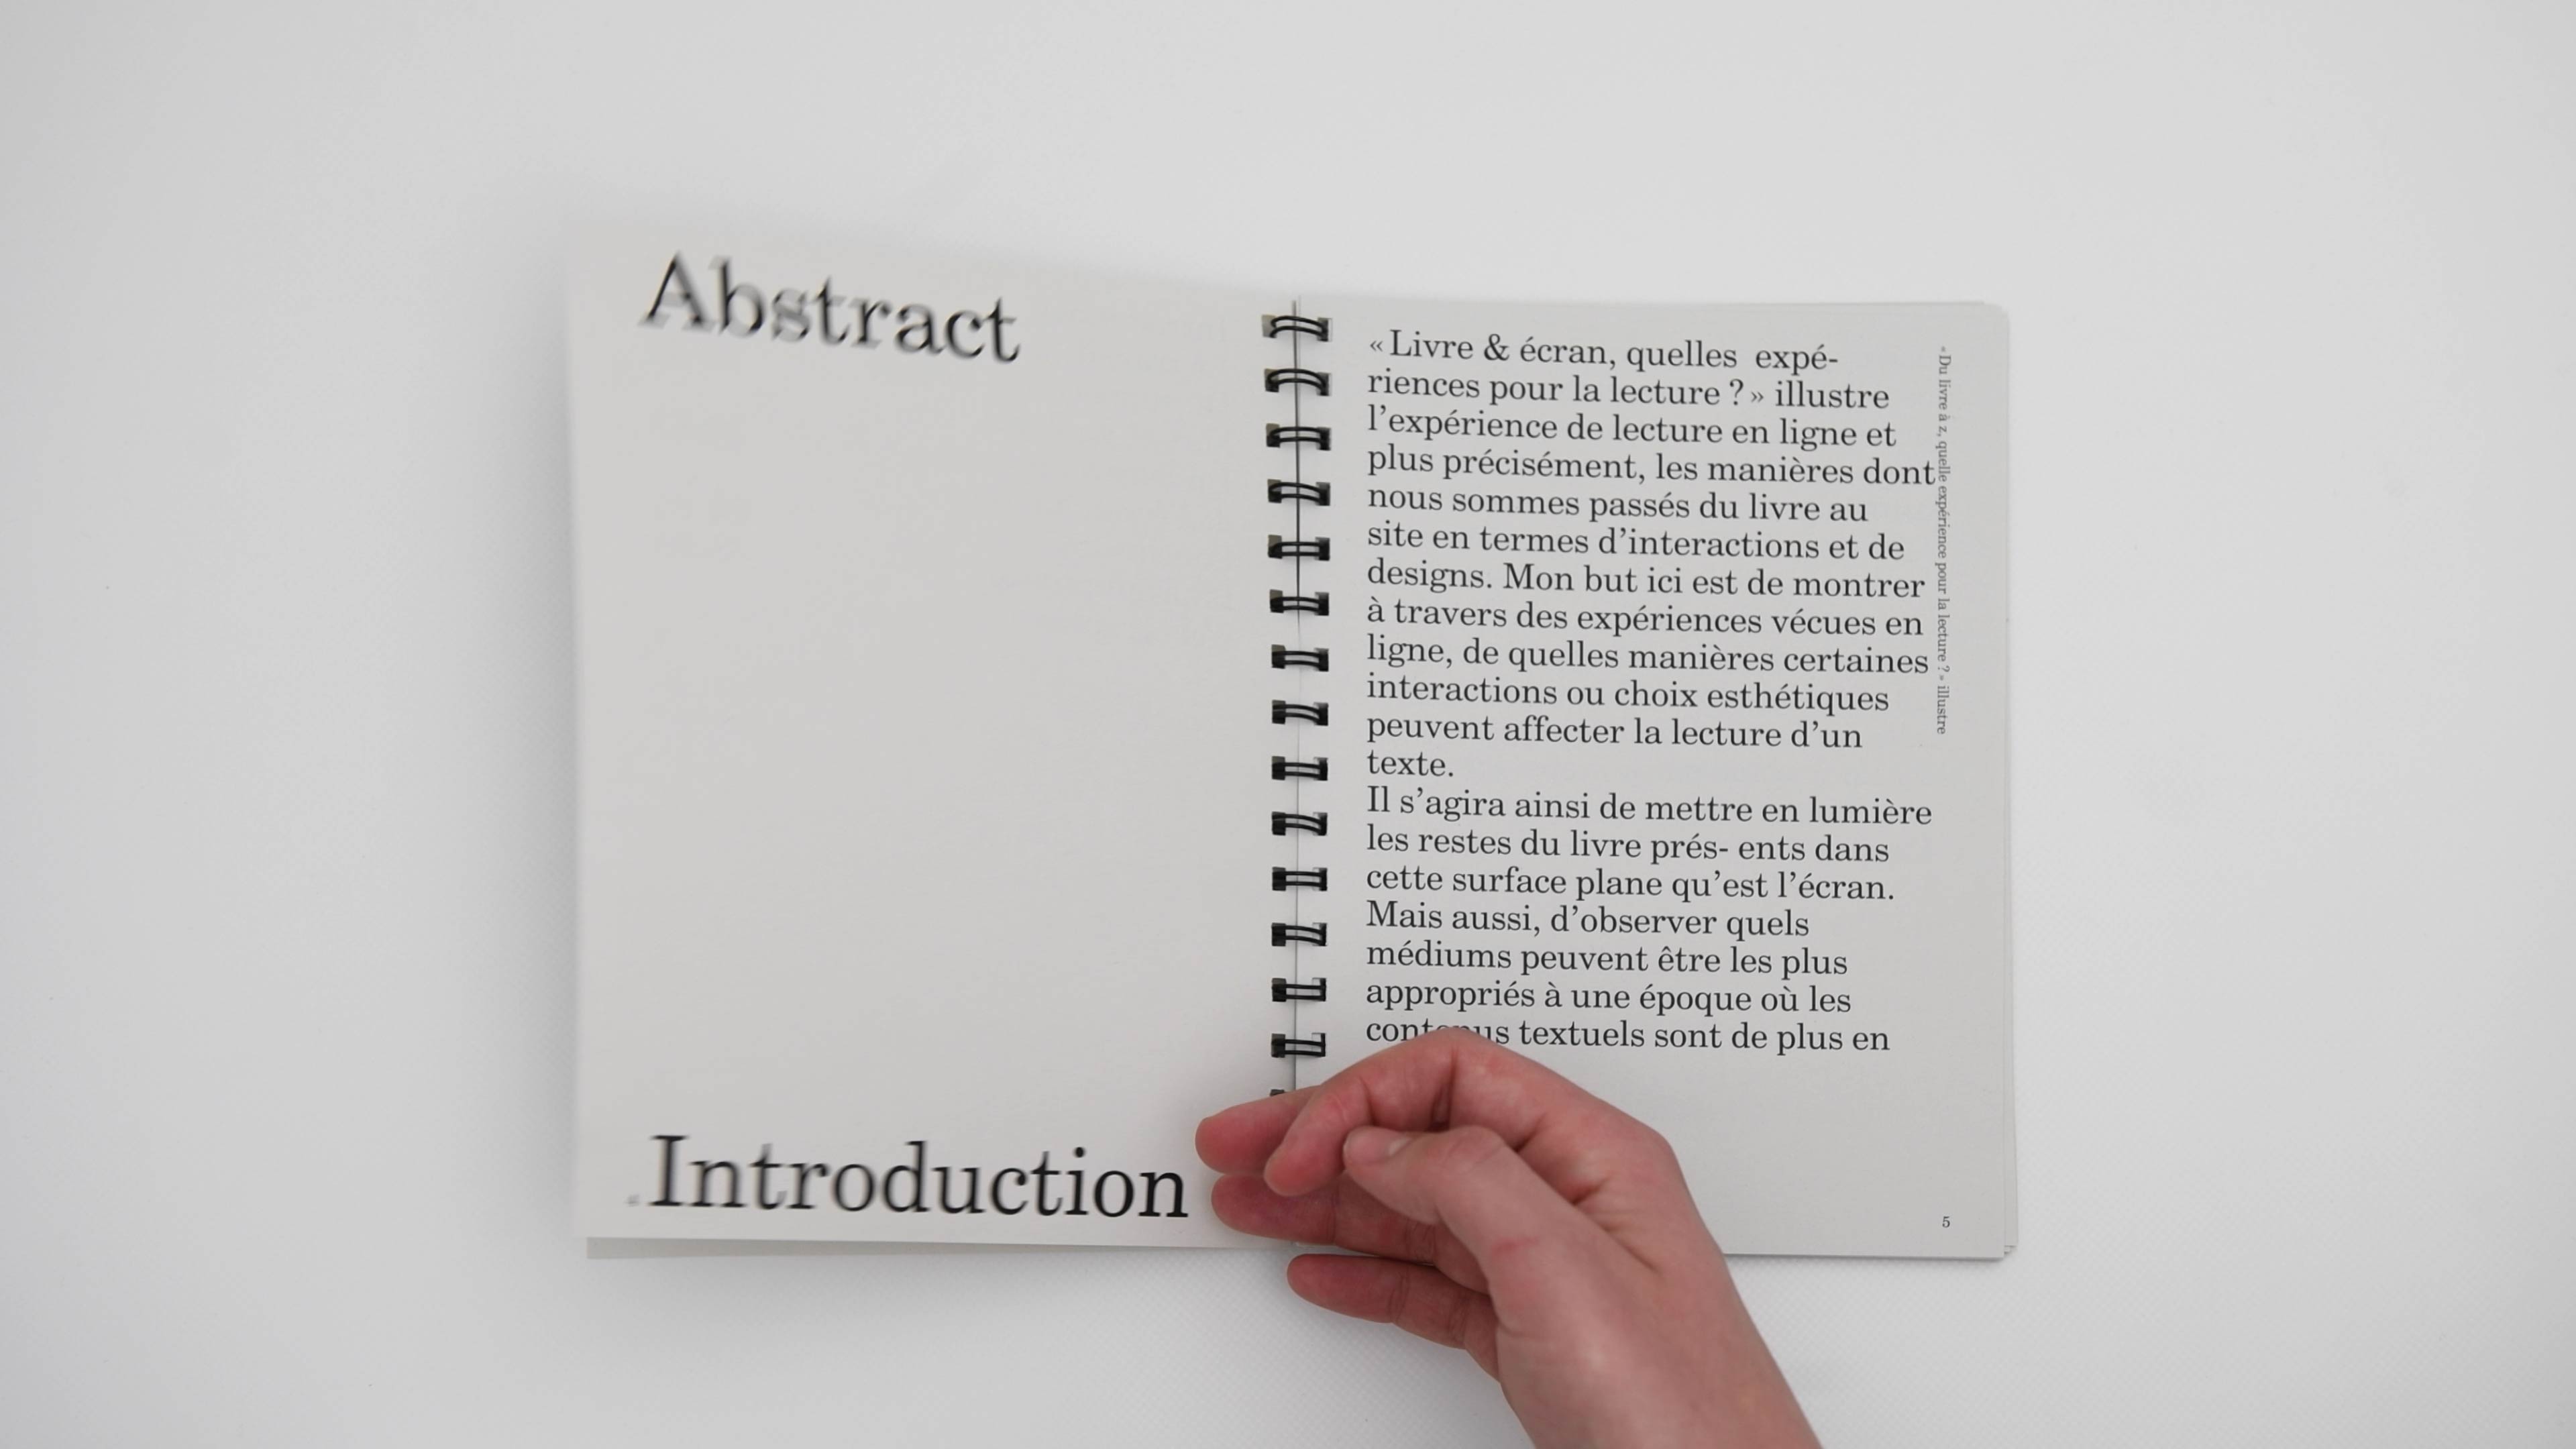 Abstract
Introduction
« Livre & écran, quelles expé-
riences pour la lecture ? » illustre
l’expérience de lecture en ligne et
plus précisément, les manières dont
nous sommes passés du livre au
site en termes d’interactions et de
designs. Mon but ici est de montrer
à travers des expériences vécues en
ligne, de quelles manières certaines
interactions ou choix esthétiques
peuvent affecter la lecture d’un
texte.
Il s’agira ainsi de mettre en lumière
les restes du livre prés- ents dans
cette surface plane qu’est l’écran.
Mais aussi, d’observer quels
médiums peuvent être les plus
appropriés à une époque où les
textuels sont de plus en
« Du livre à z, quelle expérience pour la lecture ? » illustre
5